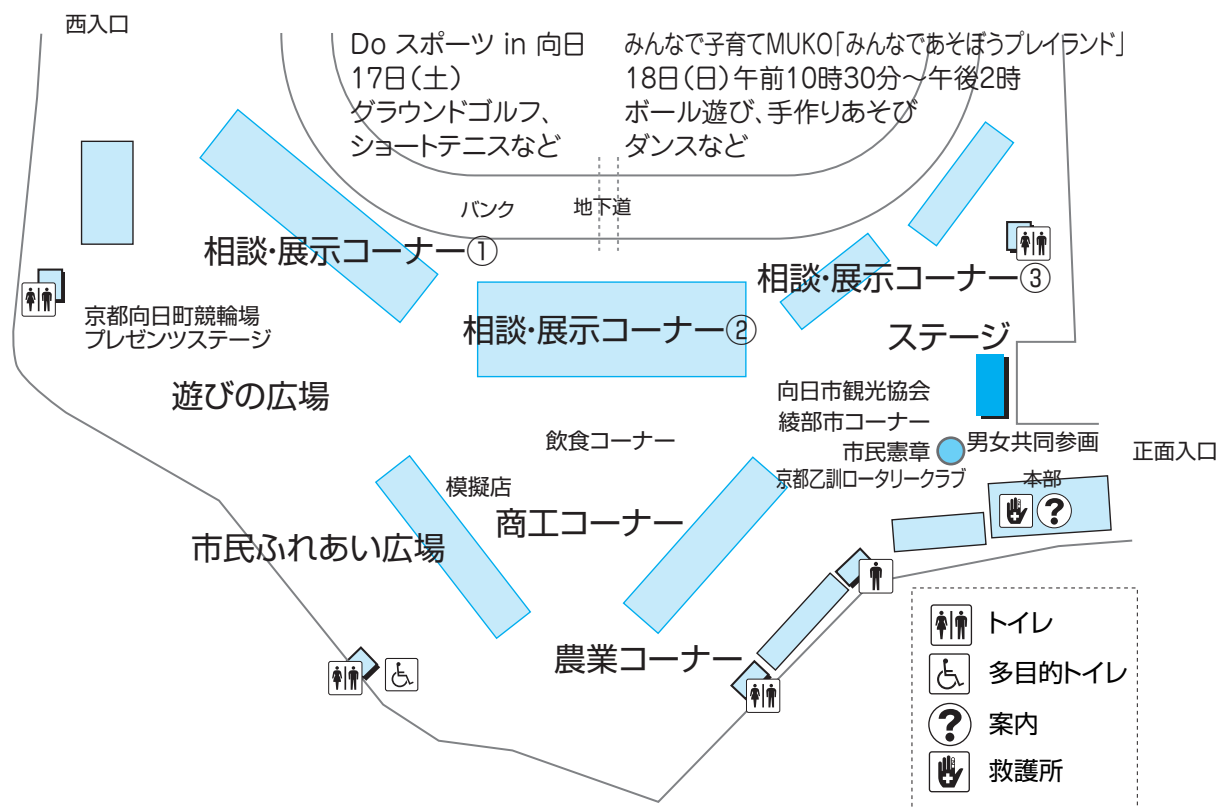 西入口
Do スポーツ in 向日
17日(土)
グラウンドゴルフ、
ショートテニスなど
みんなで子育てMUKO「みんなであそぼうプレイランド」
18日(日)午前10時30分～午後2時
ボール遊び、手作りあそび
ダンスなど
バンク
地下道
相談・展示コーナー①
相談・展示コーナー③
相談・展示コーナー②
京都向日町競輪場
プレゼンツステージ
ステージ
遊びの広場
向日市観光協会
綾部市コーナー
市民憲章
男女共同参画
京都乙訓ロータリークラブ
正面入口
飲食コーナー
本部
?
模擬店
商工コーナー
市民ふれあい広場
農業コーナー
トイレ
多目的トイレ
? 案内
救護所